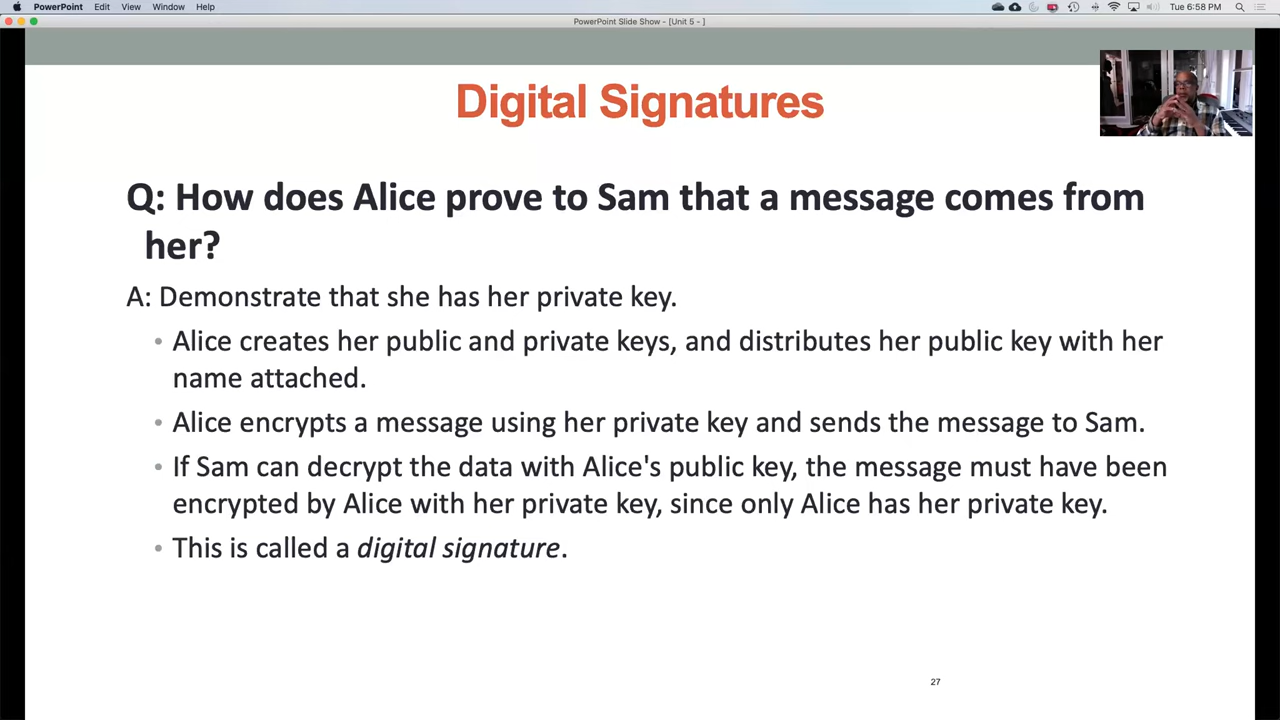 PowerPoint Edit View Window Help
Tue 6:58 PM
PowerPoint Slide Show - [Unit 5 - ]
Digital Signatures
Q: How does Alice prove to Sam that a message comes from
her?
A: Demonstrate that she has her private key.
• Alice creates her public and private keys, and distributes her public key with her
name attached.
• Alice encrypts a message using her private key and sends the message to Sam.
• If Sam can decrypt the data with Alice's public key, the message must have been
encrypted by Alice with her private key, since only Alice has her private key.
• This is called a digital signature.
27